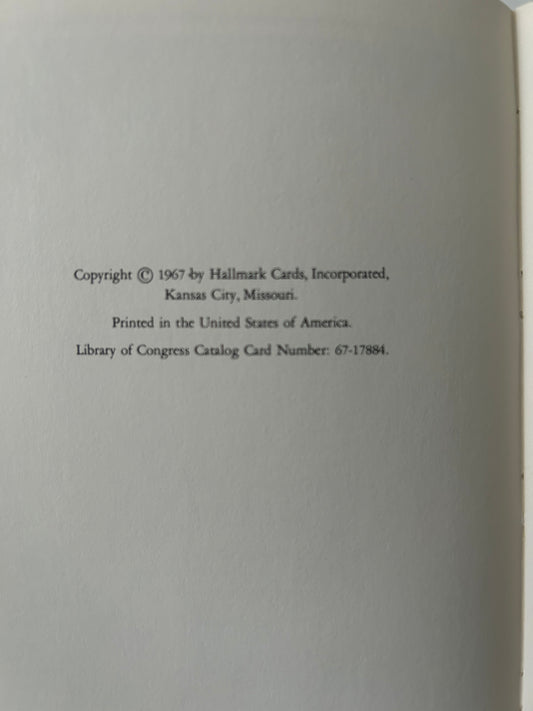 Copyright © 1967 by Hallmark Cards, Incorporated,
Kansas City, Missouri.
Printed in the United States of America.
Library of Congress Catalog Card Number: 67-17884.